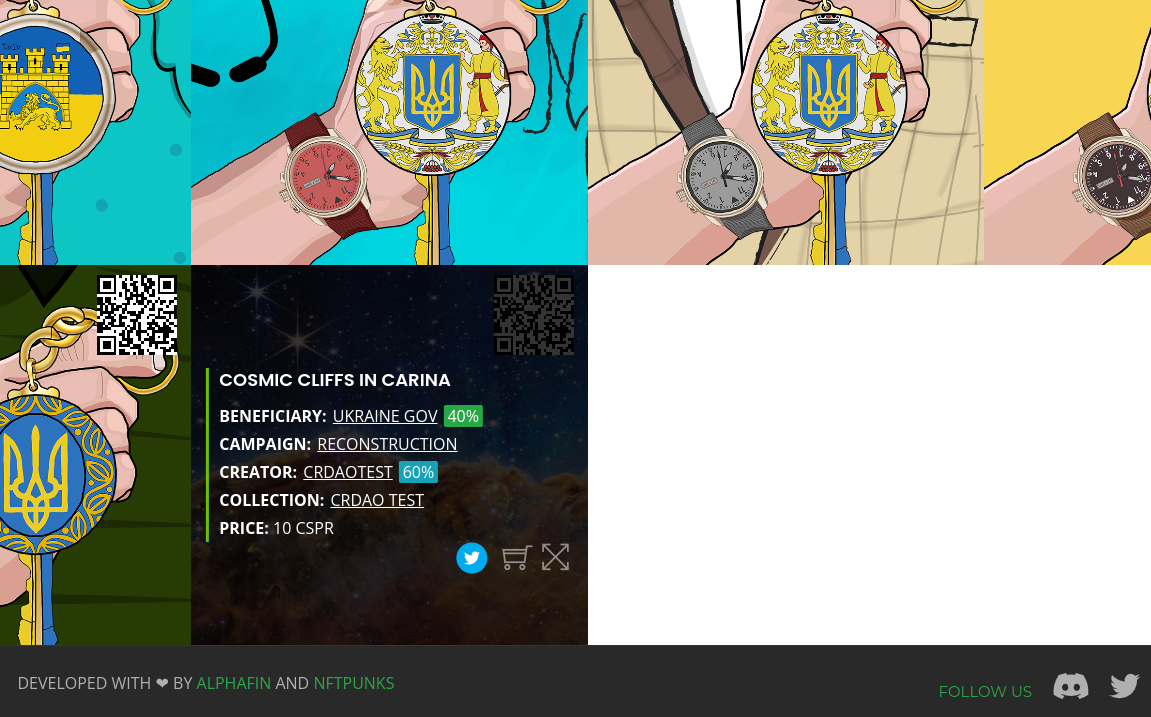 COSMIC CLIFFS IN CARINA
BENEFICIARY: UKRAINE GOV 40%
CAMPAIGN: RECONSTRUCTION
CREATOR: CRDAOTEST 60%
COLLECTION: CRDAO TEST
PRICE: 10 CSPR
DEVELOPED WITH ❤ BY ALPHAFIN AND NFTPUNKS
FOLLOW US